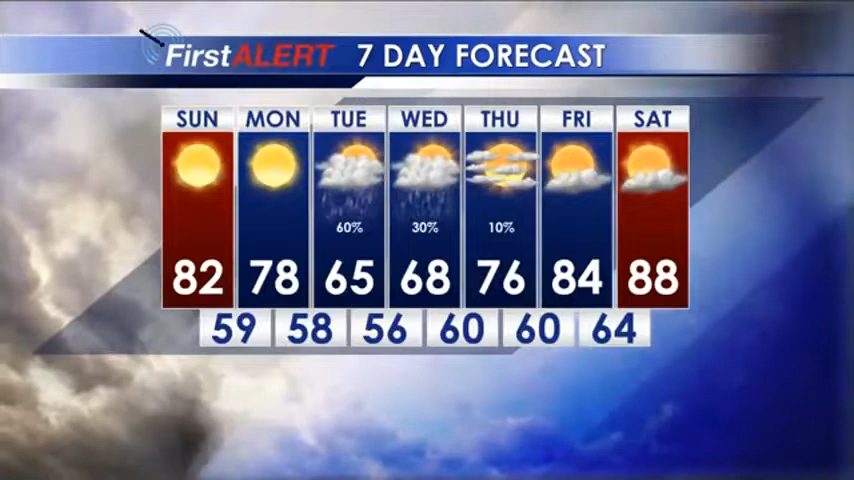 FirstALERT 7 DAY FORECAST
SUN MON TUE WED THU FRI SAT
60% 30% 10%
82 78 65 68 76 84 88
59 58 56 60 60 64